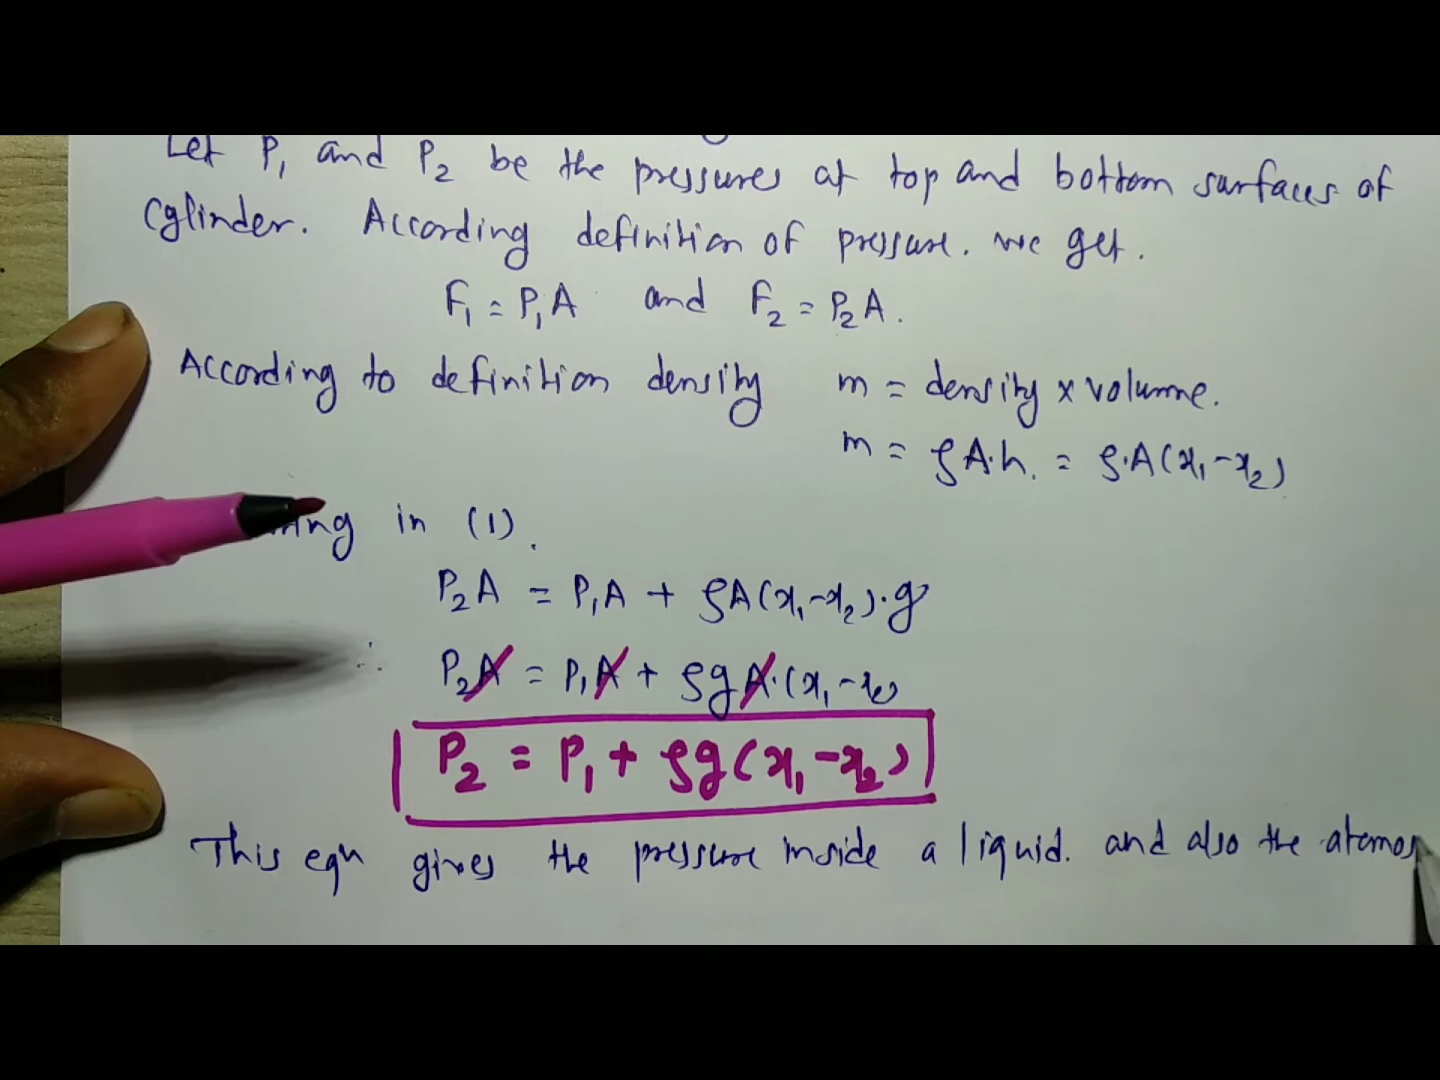 Let P₁ and P₂ be the pressures at top and bottom surfaces of
cylinder. According definition of pressure. we get.
F₁ = P₁A and F₂ = P₂A.
According to definition density m = density × volume.
m = ρA·h. = ρ·A(x₁-x₂)
in (1).
P₂A = P₁A + ρA(x₁-x₂)·g
∴ P₂A = P₁A + ρgA·(x₁-x₂)
P₂ = P₁ + ρg(x₁-x₂)
This eqn gives the pressure inside a liquid. and also the atomos